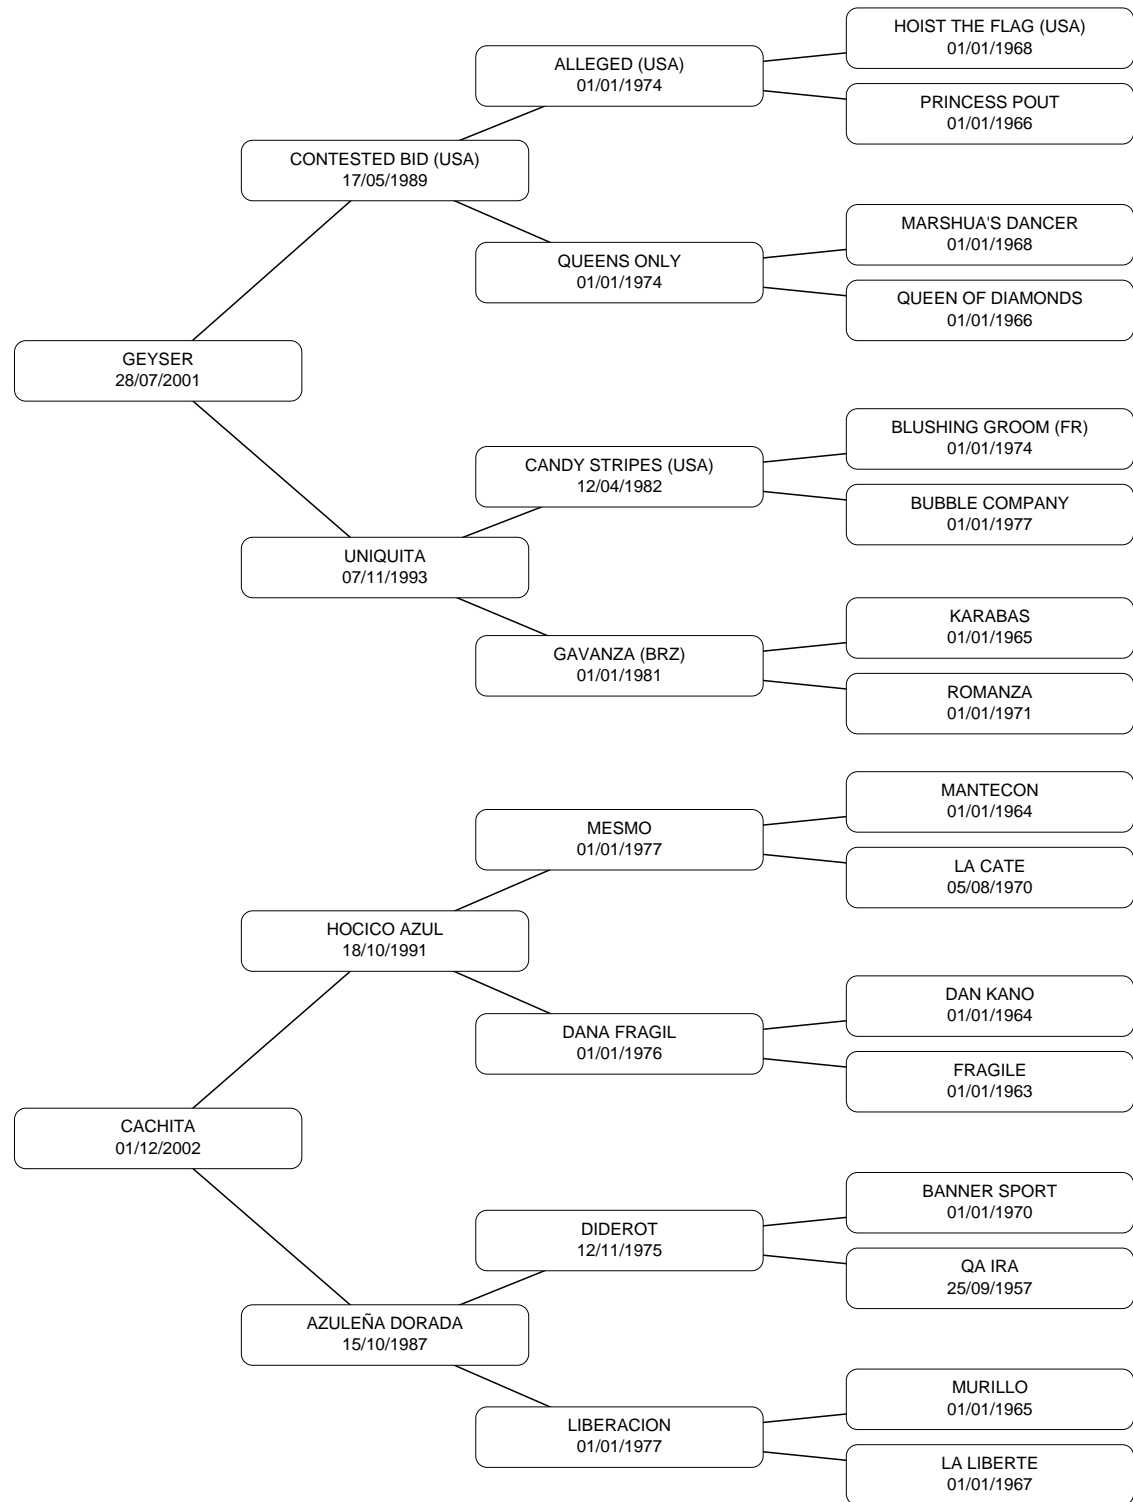 HOIST THE FLAG (USA)
01/01/1968
ALLEGED (USA)
01/01/1974
PRINCESS POUT
01/01/1966
CONTESTED BID (USA)
17/05/1989
MARSHUA'S DANCER
01/01/1968
QUEENS ONLY
01/01/1974
QUEEN OF DIAMONDS
01/01/1966
GEYSER
28/07/2001
BLUSHING GROOM (FR)
01/01/1974
CANDY STRIPES (USA)
12/04/1982
BUBBLE COMPANY
01/01/1977
UNIQUITA
07/11/1993
KARABAS
01/01/1965
GAVANZA (BRZ)
01/01/1981
ROMANZA
01/01/1971
MANTECON
01/01/1964
MESMO
01/01/1977
LA CATE
05/08/1970
HOCICO AZUL
18/10/1991
DAN KANO
01/01/1964
DANA FRAGIL
01/01/1976
FRAGILE
01/01/1963
CACHITA
01/12/2002
BANNER SPORT
01/01/1970
DIDEROT
12/11/1975
QA IRA
25/09/1957
AZULEÑA DORADA
15/10/1987
MURILLO
01/01/1965
LIBERACION
01/01/1977
LA LIBERTE
01/01/1967